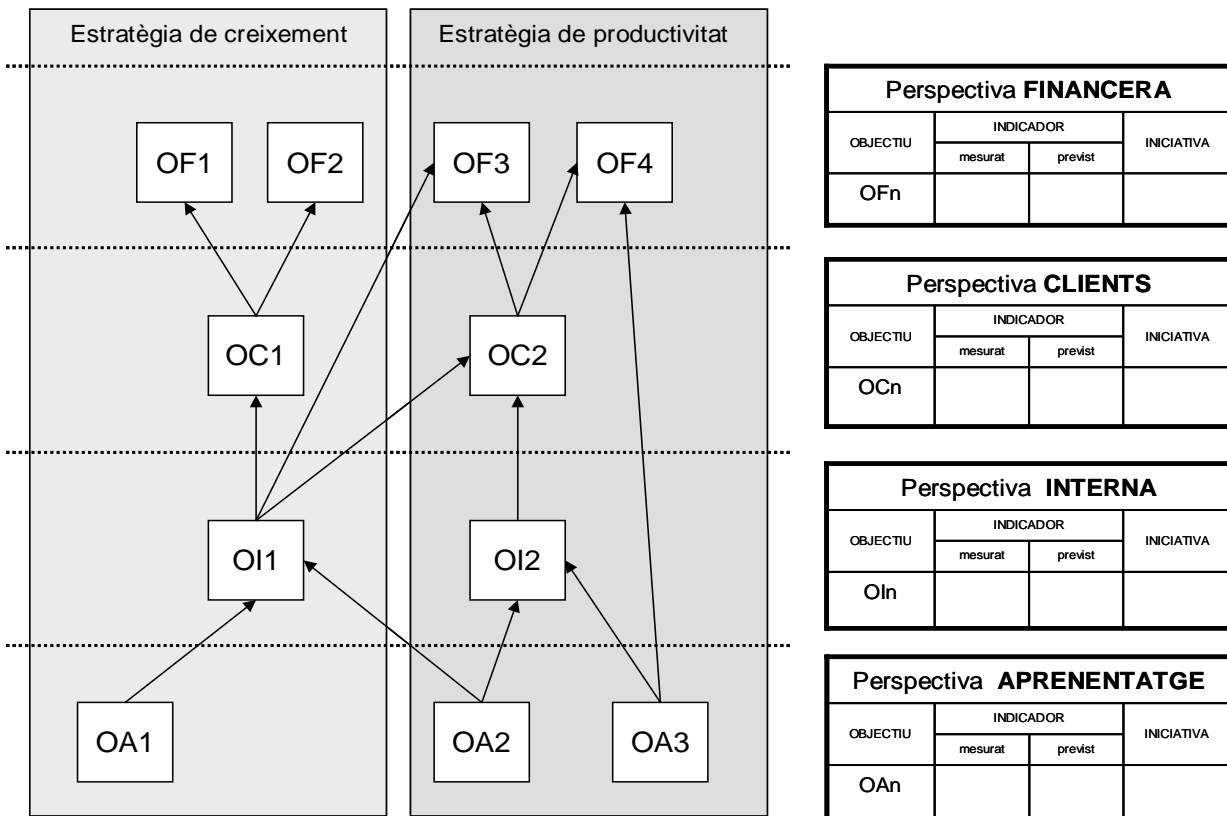 Estratègia de creixement
Estratègia de productivitat
OF1
OF2
OF3
OF4
OC1
OC2
OI1
OI2
OA1
OA2
OA3
Perspectiva FINANCERA
OBJECTIU
INDICADOR
INICIATIVA
mesurat
previst
OFn
Perspectiva CLIENTS
OBJECTIU
INDICADOR
INICIATIVA
mesurat
previst
OCn
Perspectiva INTERNA
OBJECTIU
INDICADOR
INICIATIVA
mesurat
previst
OIn
Perspectiva APRENENTATGE
OBJECTIU
INDICADOR
INICIATIVA
mesurat
previst
OAn